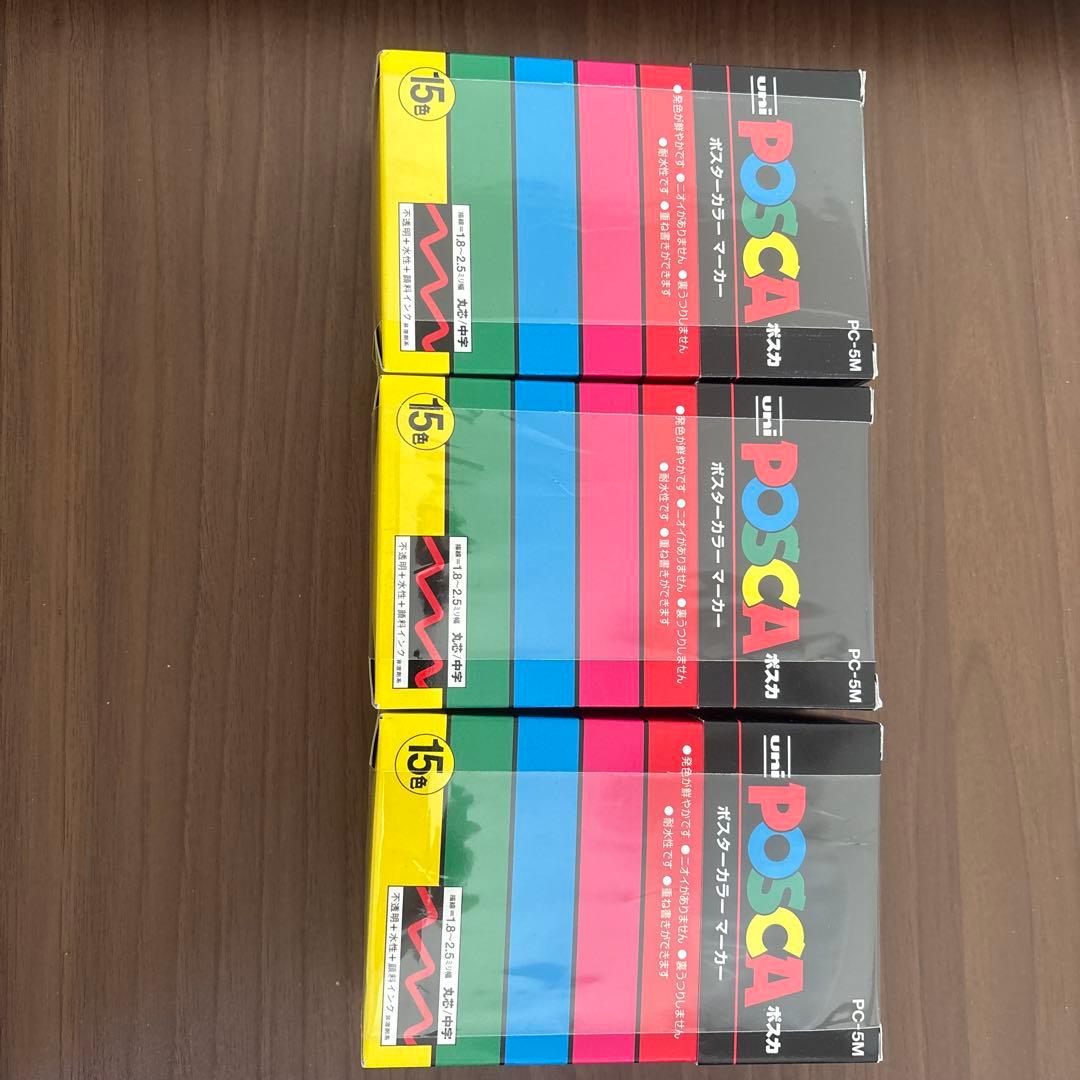 uni
POSCA
ポスカ
PC-5M
ポスターカラー マーカー
●発色が鮮やかです ●ニオイがありません ●裏うつりしません
●耐水性です ●重ね書きができます
描線=1.8~2.5ミリ幅 丸芯/中字
不透明+水性+顔料インク 非溶剤系
15色
uni
POSCA
ポスカ
PC-5M
ポスターカラー マーカー
●発色が鮮やかです ●ニオイがありません ●裏うつりしません
●耐水性です ●重ね書きができます
描線=1.8~2.5ミリ幅 丸芯/中字
不透明+水性+顔料インク 非溶剤系
15色
uni
POSCA
ポスカ
PC-5M
ポスターカラー マーカー
●発色が鮮やかです ●ニオイがありません ●裏うつりしません
●耐水性です ●重ね書きができます
描線=1.8~2.5ミリ幅 丸芯/中字
不透明+水性+顔料インク 非溶剤系
15色